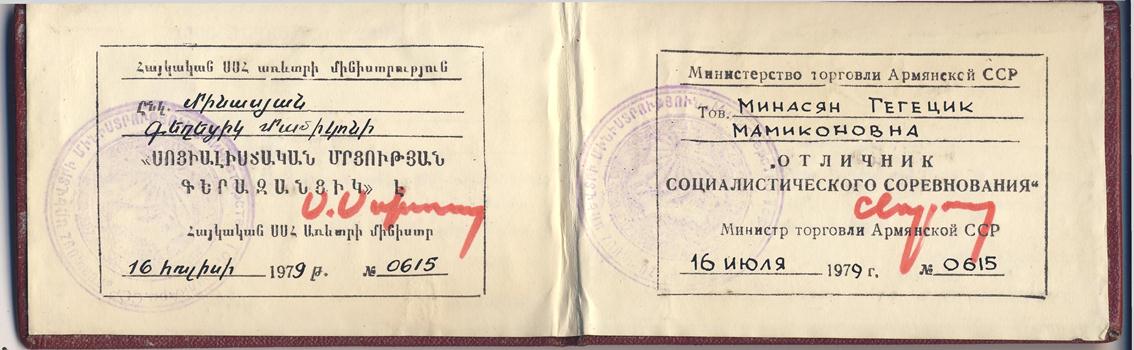 Հայկական ՍՍՀ առևտրի մինիստրություն
Ընկ. Մինասյան
Գեղեցիկ Մամիկոնի
«ՍՈՑԻԱԼԻՍՏԱԿԱՆ ՄՐՑՈՒԹՅԱՆ
ԳԵՐԱԶԱՆՑԻԿ» Է
Հայկական ՍՍՀ Առևտրի մինիստր
16 հուլիսի 1979 թ. № 0615
Министерство торговли Армянской ССР
Тов. МИНАСЯН ГЕГЕЦИК
МАМИКОНОВНА
„ОТЛИЧНИК
СОЦИАЛИСТИЧЕСКОГО СОРЕВНОВАНИЯ“
Министр торговли Армянской ССР
16 ИЮЛЯ 1979 г. № 0615